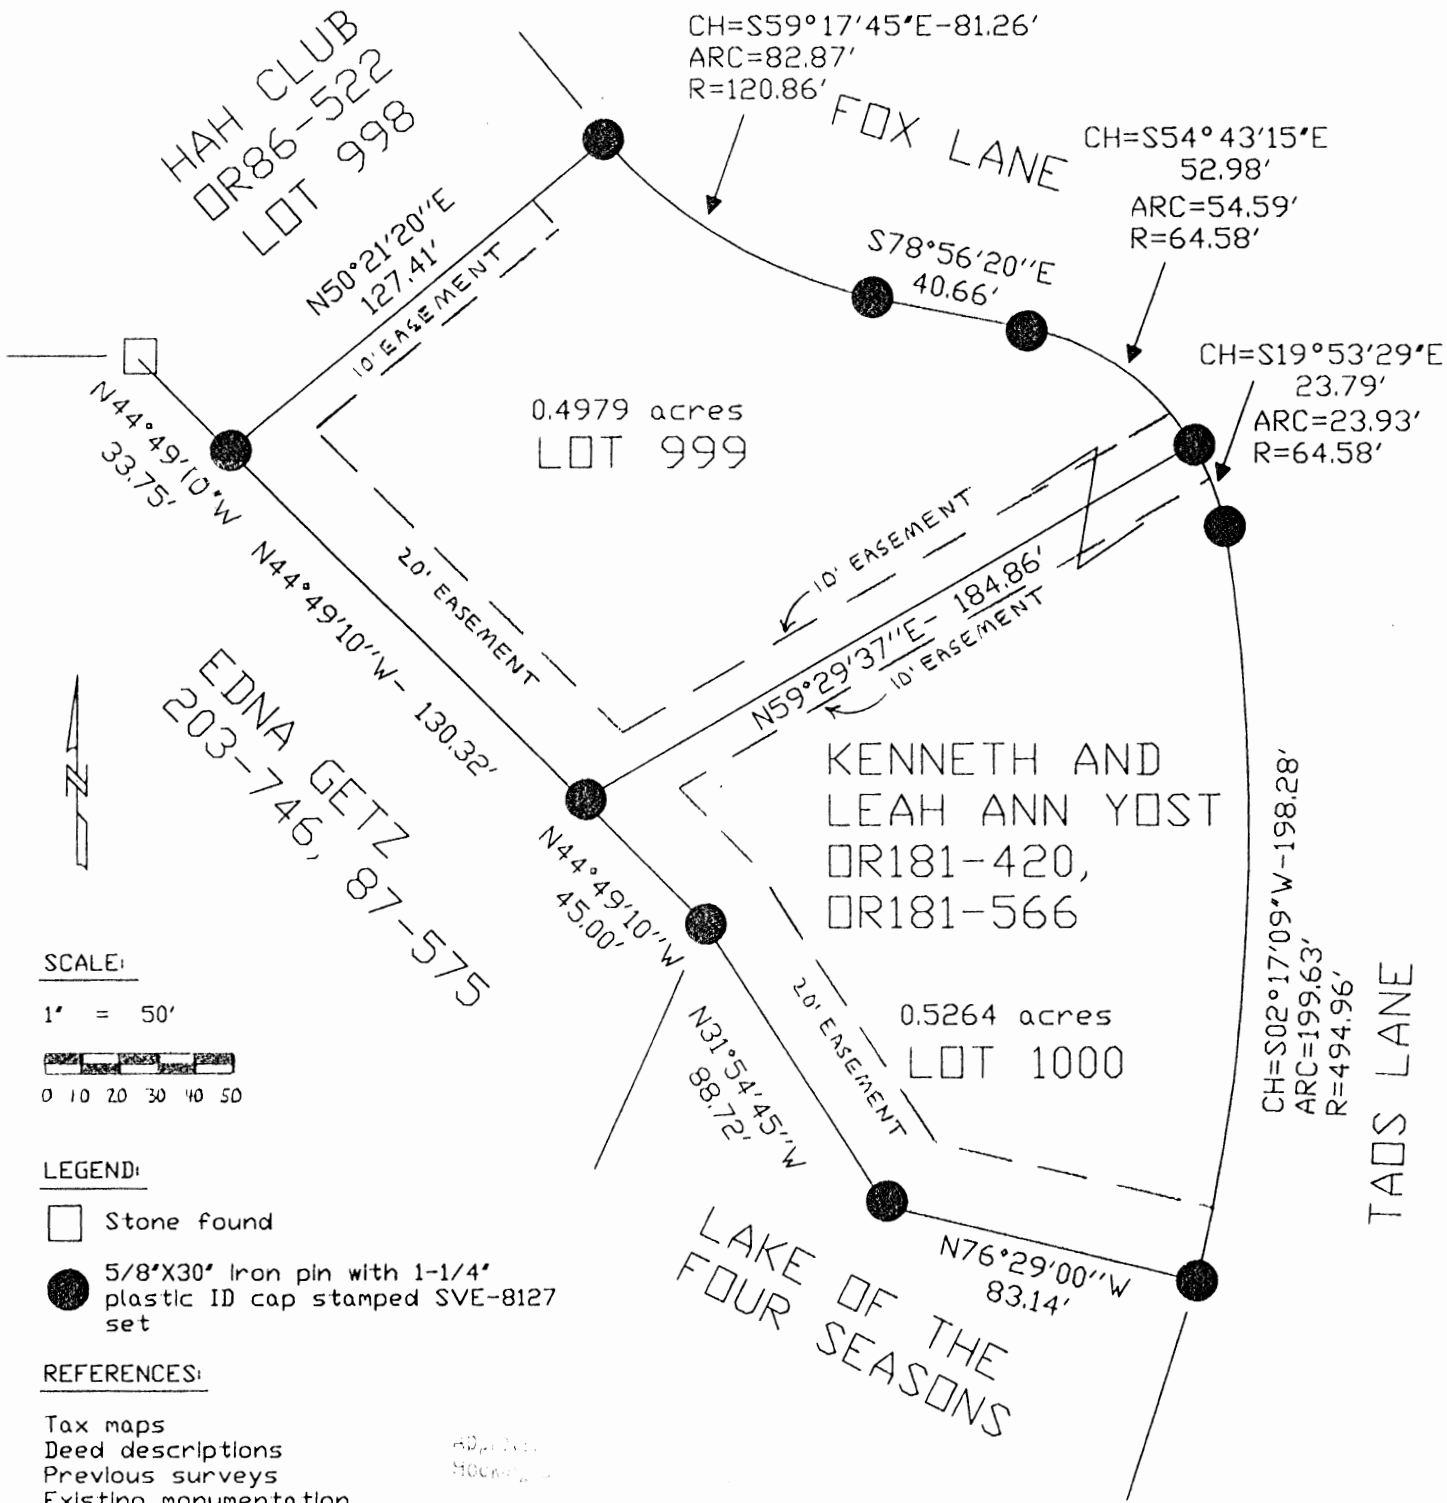 CH=S59°17'45"E-81.26'
ARC=82.87'
R=120.86'
HAH CLUB
OR86-522
LOT 998
FOX LANE
CH=S54°43'15"E
52.98'
ARC=54.59'
R=64.58'
N50°21'20"E
127.41'
10' EASEMENT
S78°56'20"E
40.66'
CH=S19°53'29"E
23.79'
ARC=23.93'
R=64.58'
N44°49'10"W
33.75'
0.4979 acres
LOT 999
20' EASEMENT
10' EASEMENT
N59°29'37"E- 184.86'
10' EASEMENT
N44°49'10"W- 130.32'
EDNA GETZ
203-746, 87-575
N
KENNETH AND
LEAH ANN YOST
OR181-420,
OR181-566
N44°49'10"W
45.00'
CH=S02°17'09"W-198.28'
ARC=199.63'
R=494.96'
TAOS LANE
SCALE:
1" = 50'
0 10 20 30 40 50
20' EASEMENT
0.5264 acres
LOT 1000
N31°54'45"W
88.72'
LEGEND:
Stone found
5/8"X30" iron pin with 1-1/4"
plastic ID cap stamped SVE-8127
set
LAKE OF THE
FOUR SEASONS
N76°29'00"W
83.14'
REFERENCES:
Tax maps
Deed descriptions
Previous surveys
Existing monumentation